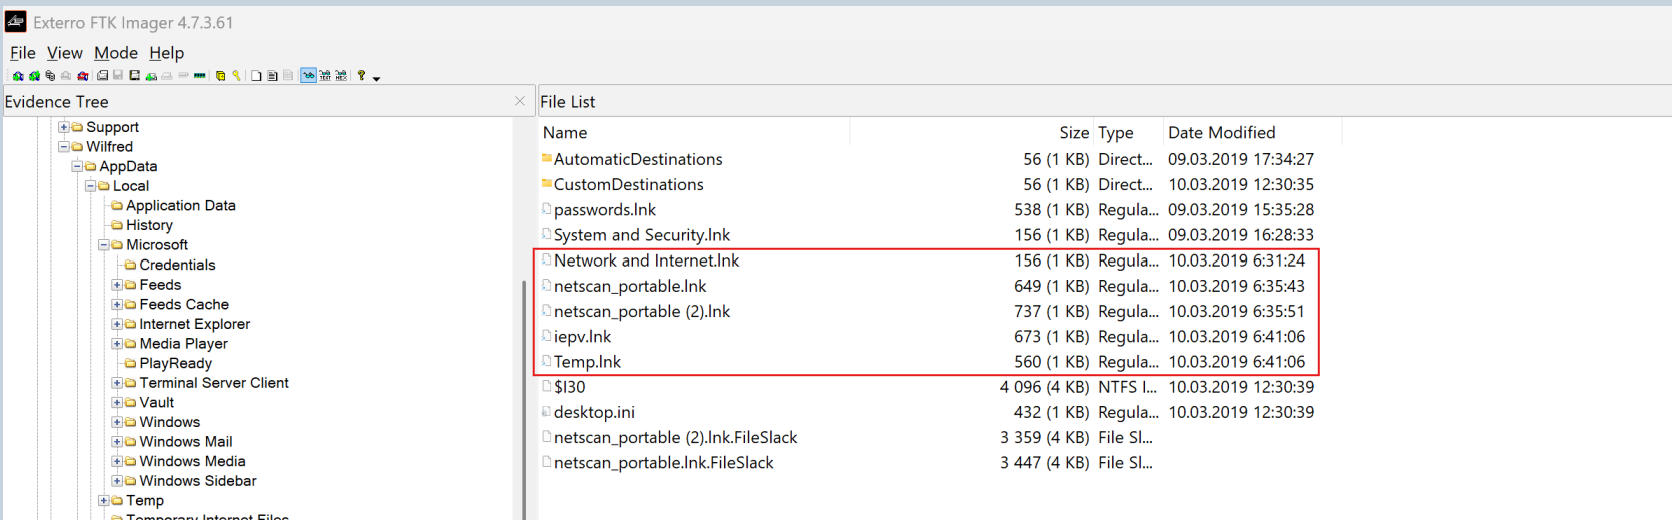 Exterro FTK Imager 4.7.3.61
File View Mode Help
Evidence Tree
Support
Wilfred
AppData
Local
Application Data
History
Microsoft
Credentials
Feeds
Feeds Cache
Internet Explorer
Media Player
PlayReady
Terminal Server Client
Vault
Windows
Windows Mail
Windows Media
Windows Sidebar
Temp
Temporary Internet Files
File List
Name Size Type Date Modified
AutomaticDestinations 56 (1 KB) Direct... 09.03.2019 17:34:27
CustomDestinations 56 (1 KB) Direct... 10.03.2019 12:30:35
passwords.lnk 538 (1 KB) Regula... 09.03.2019 15:35:28
System and Security.lnk 156 (1 KB) Regula... 09.03.2019 16:28:33
Network and Internet.lnk 156 (1 KB) Regula... 10.03.2019 6:31:24
netscan_portable.lnk 649 (1 KB) Regula... 10.03.2019 6:35:43
netscan_portable (2).lnk 737 (1 KB) Regula... 10.03.2019 6:35:51
iepv.lnk 673 (1 KB) Regula... 10.03.2019 6:41:06
Temp.lnk 560 (1 KB) Regula... 10.03.2019 6:41:06
$I30 4 096 (4 KB) NTFS I... 10.03.2019 12:30:39
desktop.ini 432 (1 KB) Regula... 10.03.2019 12:30:39
netscan_portable (2).lnk.FileSlack 3 359 (4 KB) File Sl...
netscan_portable.lnk.FileSlack 3 447 (4 KB) File Sl...